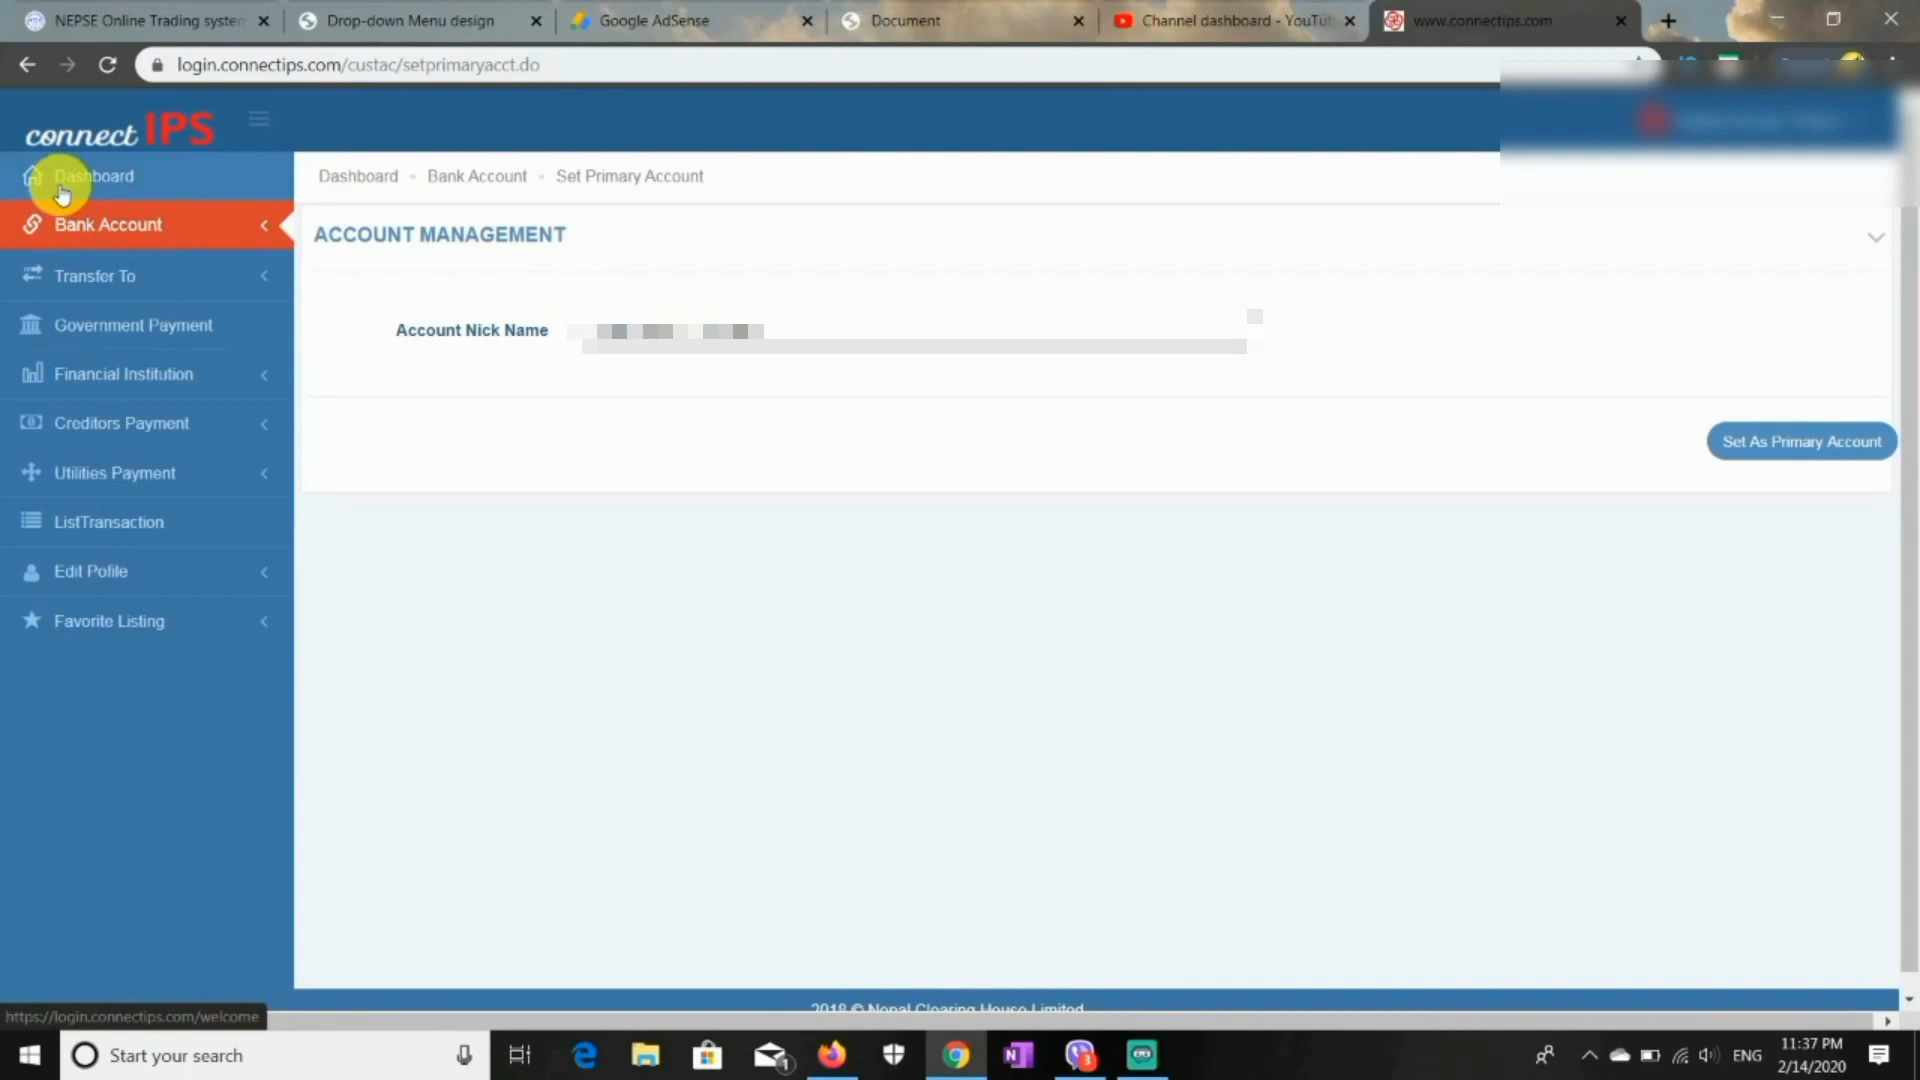 NEPSE Online Trading system
Drop-down Menu design
Google AdSense
Document
Channel dashboard - YouTu
www.connectips.com
login.connectips.com/custac/setprimaryacct.do
connect IPS
Dashboard
Bank Account
Transfer To
Government Payment
Financial Institution
Creditors Payment
Utilities Payment
ListTransaction
Edit Pofile
Favorite Listing
Dashboard • Bank Account • Set Primary Account
ACCOUNT MANAGEMENT
Account Nick Name
Set As Primary Account
2018 © Nepal Clearing House Limited
https://login.connectips.com/welcome
Start your search
1
3
ENG
11:37 PM
2/14/2020